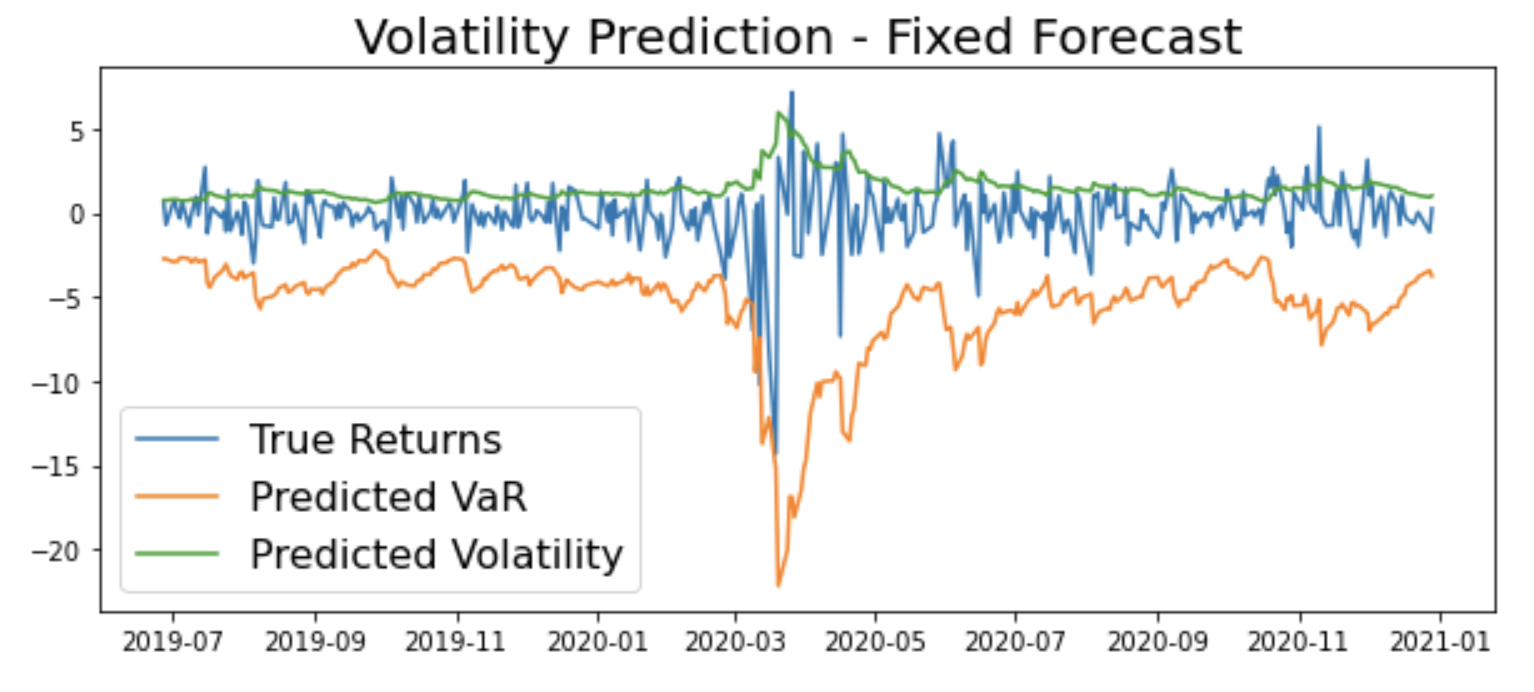 Volatility Prediction - Fixed Forecast
5
0
−5
−10
−15
−20
True Returns
Predicted VaR
Predicted Volatility
2019-07 2019-09 2019-11 2020-01 2020-03 2020-05 2020-07 2020-09 2020-11 2021-01